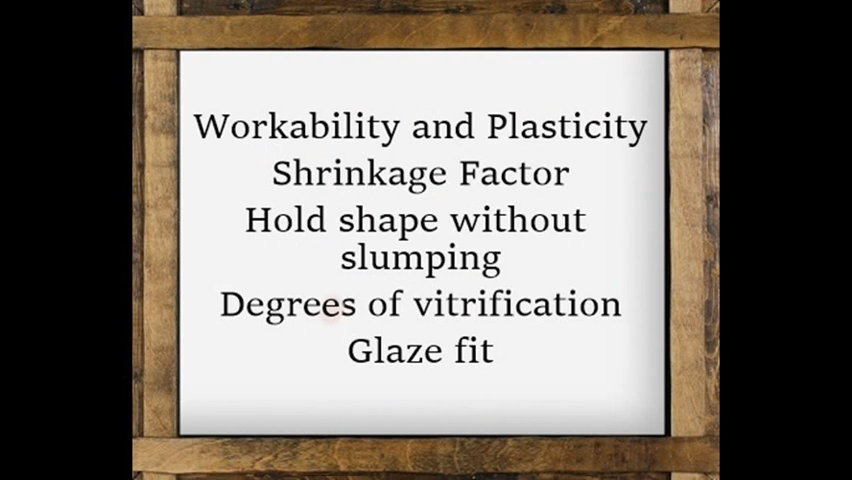 Workability and Plasticity
Shrinkage Factor
Hold shape without
slumping
Degrees of vitrification
Glaze fit